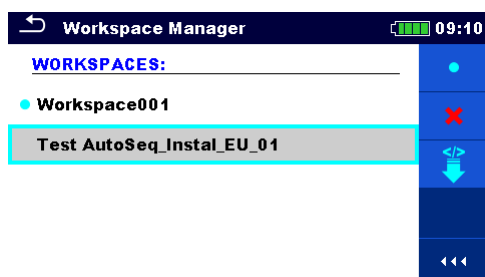 Workspace Manager 09:10
WORKSPACES:
Workspace001
Test AutoSeq_Instal_EU_01
</>